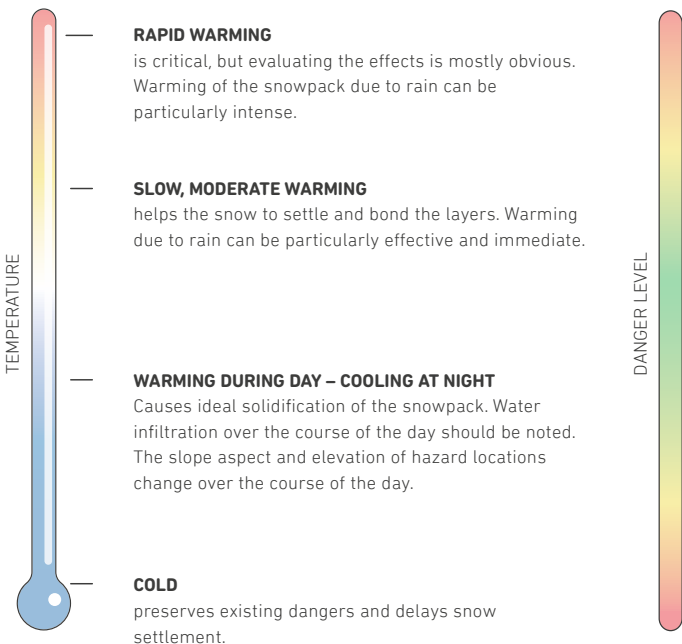 RAPID WARMING
is critical, but evaluating the effects is mostly obvious.
Warming of the snowpack due to rain can be
particularly intense.
SLOW, MODERATE WARMING
helps the snow to settle and bond the layers. Warming
due to rain can be particularly effective and immediate.
TEMPERATURE
DANGER LEVEL
WARMING DURING DAY – COOLING AT NIGHT
Causes ideal solidification of the snowpack. Water
infiltration over the course of the day should be noted.
The slope aspect and elevation of hazard locations
change over the course of the day.
COLD
preserves existing dangers and delays snow
settlement.